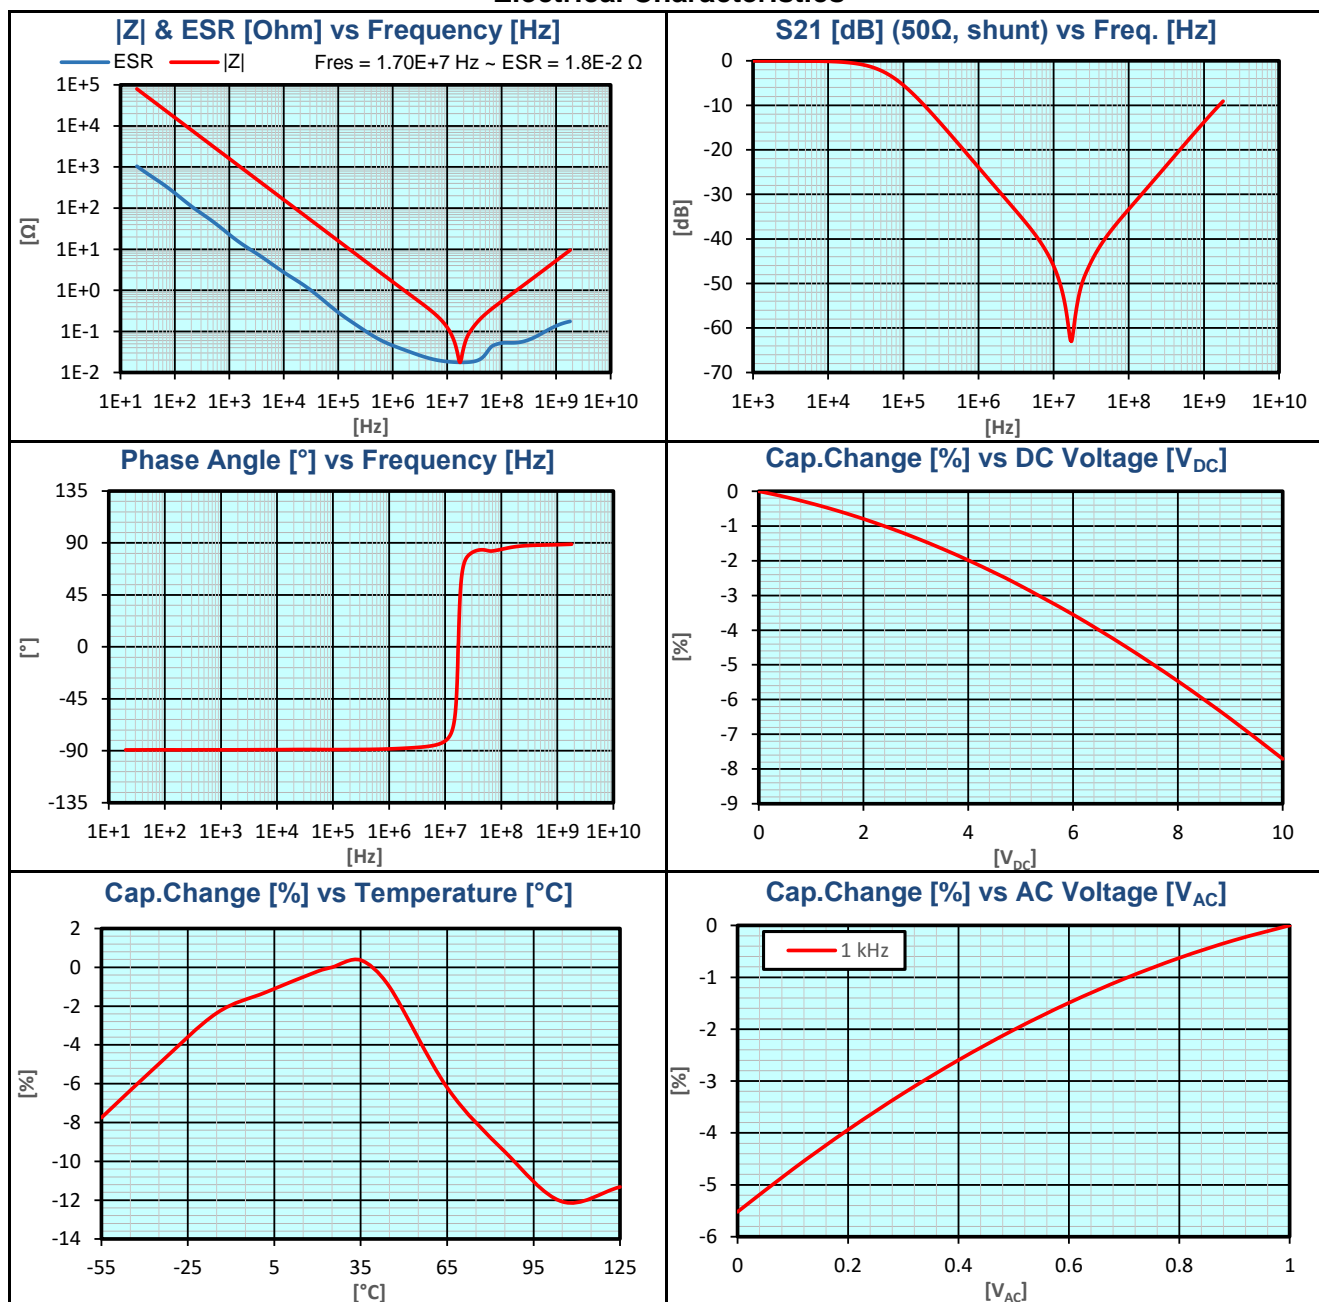 |Z| & ESR [Ohm] vs Frequency [Hz]
ESR |Z| Fres = 1.70E+7 Hz ~ ESR = 1.8E-2 Ω
1E+5
1E+4
1E+3
1E+2
1E+1
1E+0
1E-1
1E-2
[Ω]
1E+1 1E+2 1E+3 1E+4 1E+5 1E+6 1E+7 1E+8 1E+9 1E+10
[Hz]
S21 [dB] (50Ω, shunt) vs Freq. [Hz]
0
-10
-20
-30
-40
-50
-60
-70
[dB]
1E+3 1E+4 1E+5 1E+6 1E+7 1E+8 1E+9 1E+10
[Hz]
Phase Angle [°] vs Frequency [Hz]
135
90
45
0
-45
-90
-135
[°]
1E+1 1E+2 1E+3 1E+4 1E+5 1E+6 1E+7 1E+8 1E+9 1E+10
[Hz]
Cap.Change [%] vs DC Voltage [VDC]
0
-1
-2
-3
-4
-5
-6
-7
-8
-9
[%]
0 2 4 6 8 10
[VDC]
Cap.Change [%] vs Temperature [°C]
2
0
-2
-4
-6
-8
-10
-12
-14
[%]
-55 -25 5 35 65 95 125
[°C]
Cap.Change [%] vs AC Voltage [VAC]
1 kHz
0
-1
-2
-3
-4
-5
-6
[%]
0 0.2 0.4 0.6 0.8 1
[VAC]